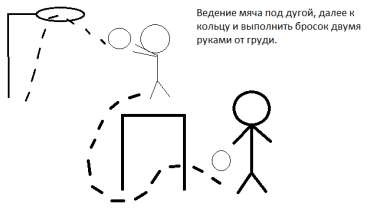 Ведение мяча под дугой, далее к
кольцу и выполнить бросок двумя
руками от груди.